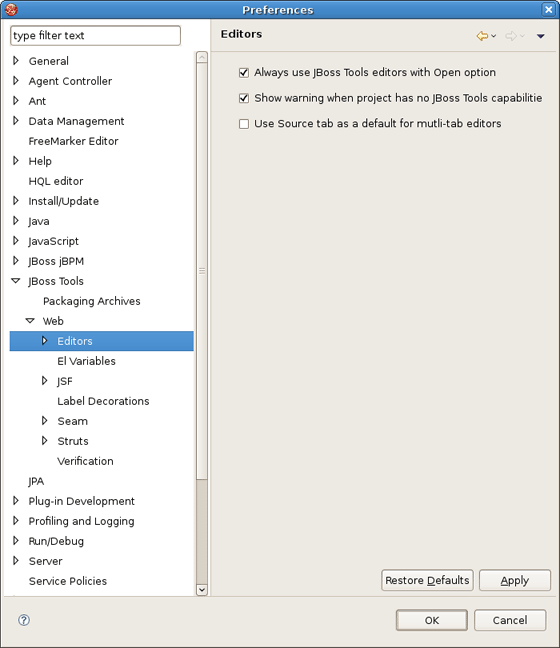 Preferences
type filter text
General
Agent Controller
Ant
Data Management
FreeMarker Editor
Help
HQL editor
Install/Update
Java
JavaScript
JBoss jBPM
JBoss Tools
Packaging Archives
Web
Editors
El Variables
JSF
Label Decorations
Seam
Struts
Verification
JPA
Plug-in Development
Profiling and Logging
Run/Debug
Server
Service Policies
Editors
Always use JBoss Tools editors with Open option
Show warning when project has no JBoss Tools capabilitie
Use Source tab as a default for mutli-tab editors
Restore Defaults
Apply
?
OK
Cancel